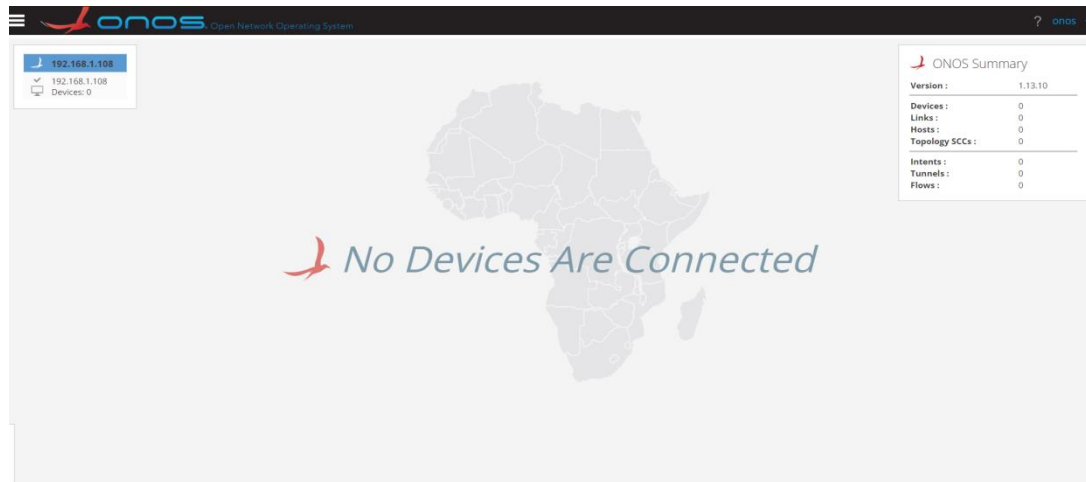 onos Open Network Operating System
? onos
192.168.1.108
192.168.1.108
Devices: 0
ONOS Summary
Version : 1.13.10
Devices : 0
Links : 0
Hosts : 0
Topology SCCs : 0
Intents : 0
Tunnels : 0
Flows : 0
No Devices Are Connected